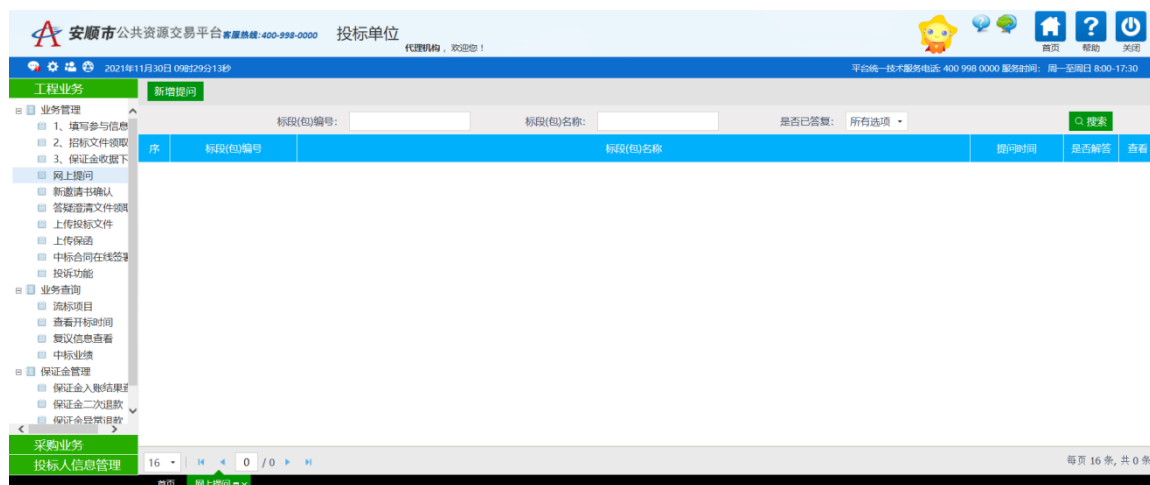 安顺市公共资源交易平台客服热线:400-998-0000 投标单位
代理机构，欢迎您！
首页 帮助 关闭
2021年11月30日 09时29分13秒
平台统一技术服务电话: 400 998 0000 服务时间: 周一至周日 8:00-17:30
工程业务
新增提问
业务管理
1、填写参与信息
2、招标文件领取
3、保证金收据下
网上提问
新邀请书确认
答疑澄清文件领取
上传投标文件
上传保函
中标合同在线签署
投诉功能
业务查询
流标项目
查看开标时间
复议信息查看
中标业绩
保证金管理
保证金入账结果查
保证金二次退款
保证金异常退款
采购业务
投标人信息管理
标段(包)编号: 标段(包)名称: 是否已答复: 所有选项 搜索
序 标段(包)编号 标段(包)名称 提问时间 是否解答 查看
16 0 / 0 每页 16 条, 共 0 条
首页 网上提问